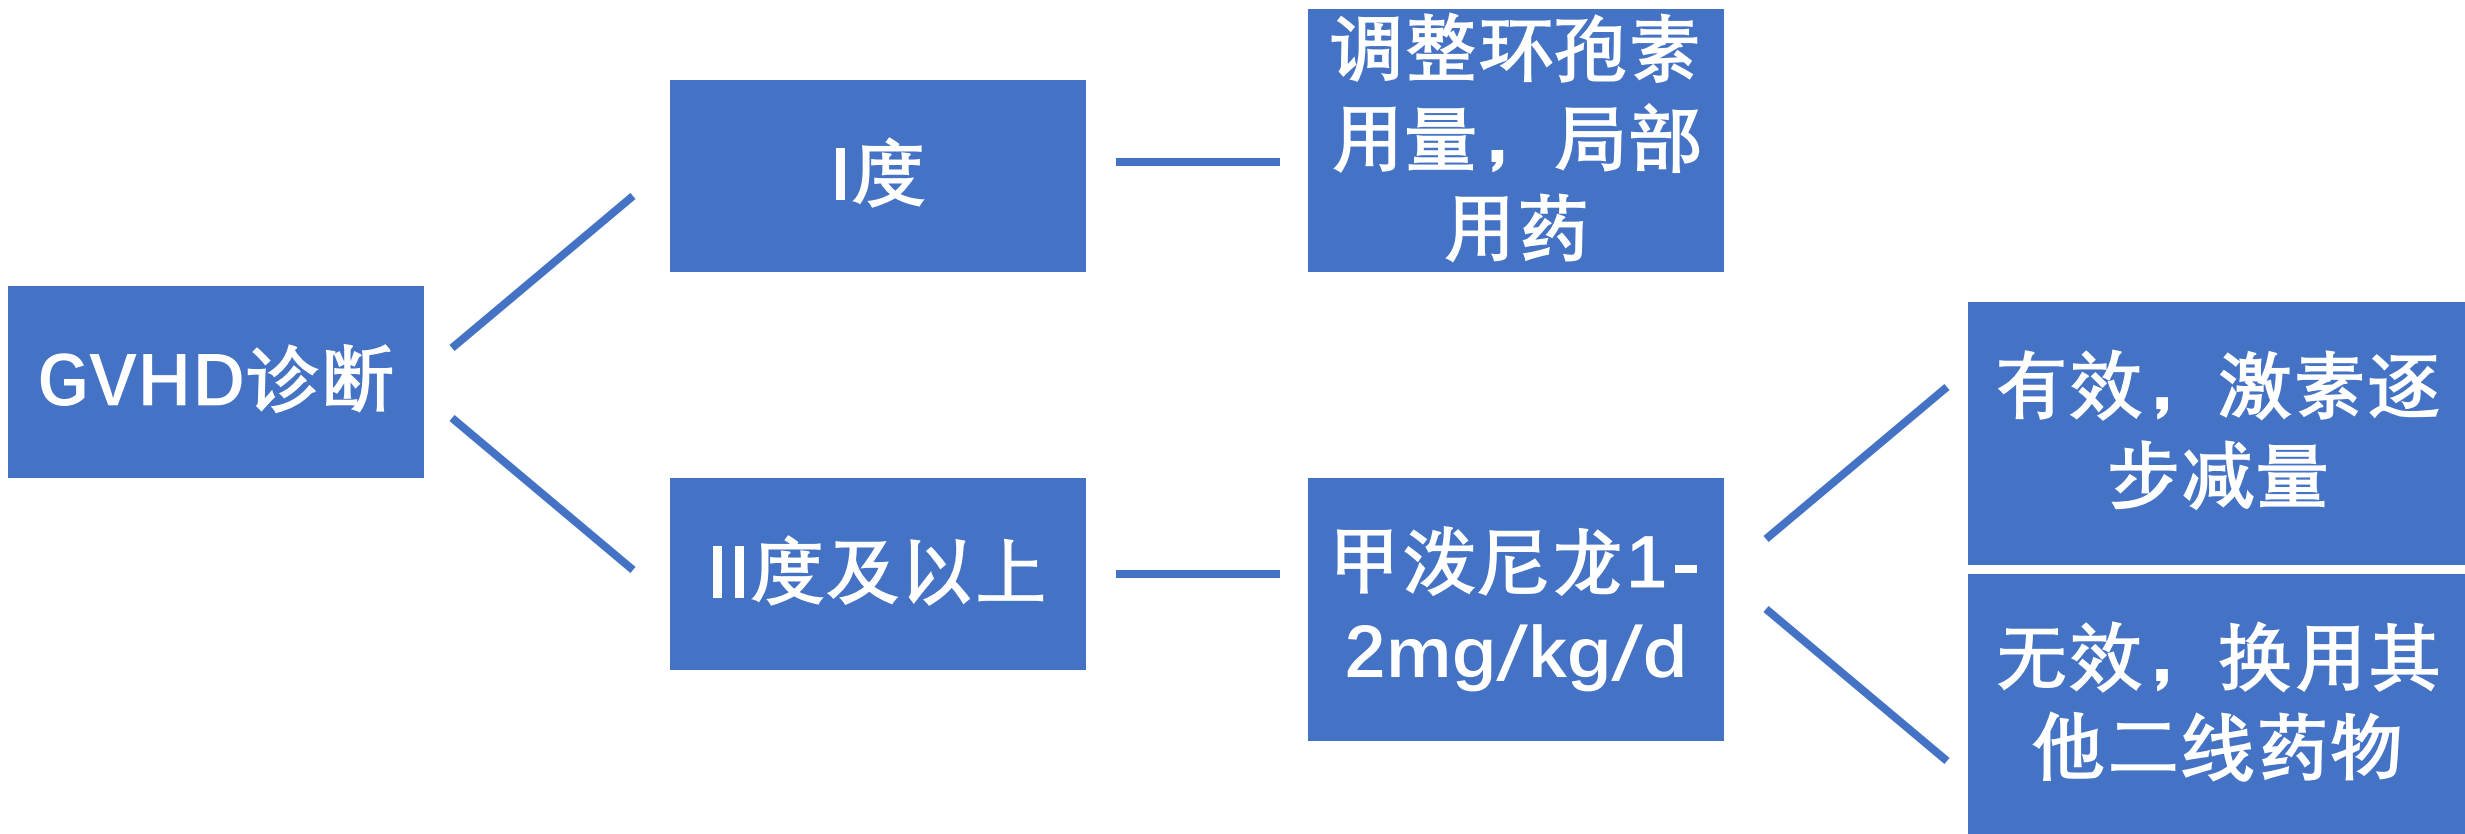 GVHD诊断
I度
调整环孢素
用量，局部
用药
II度及以上
甲泼尼龙1-
2mg/kg/d
有效，激素逐
步减量
无效，换用其
他二线药物